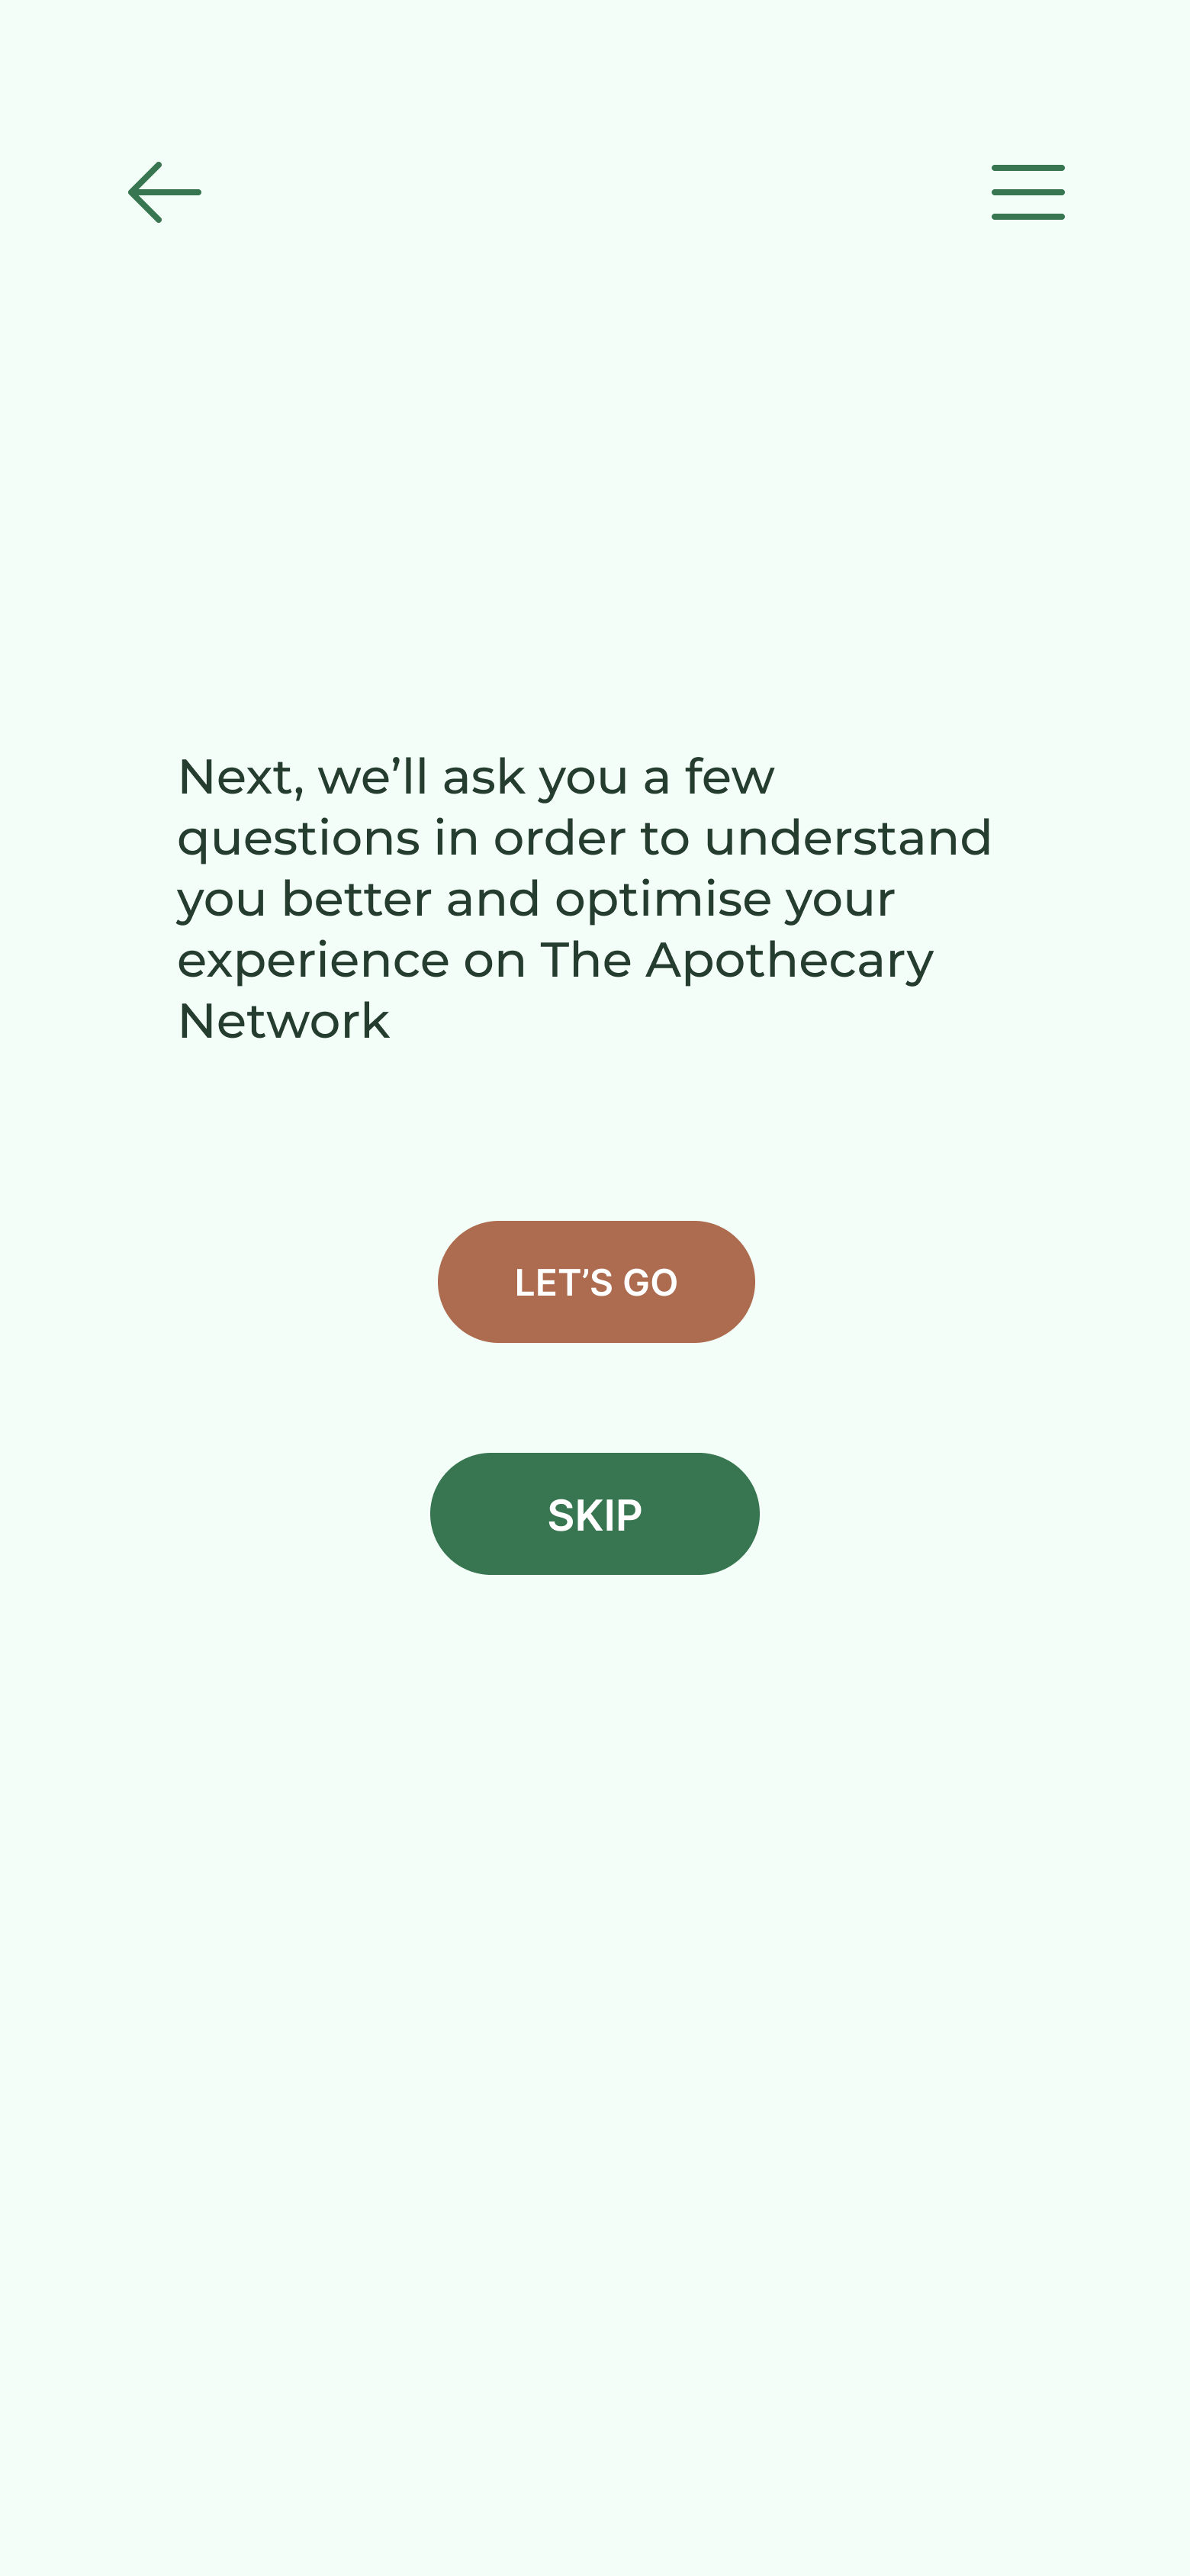 Next, we’ll ask you a few
questions in order to understand
you better and optimise your
experience on The Apothecary
Network
LET’S GO
SKIP